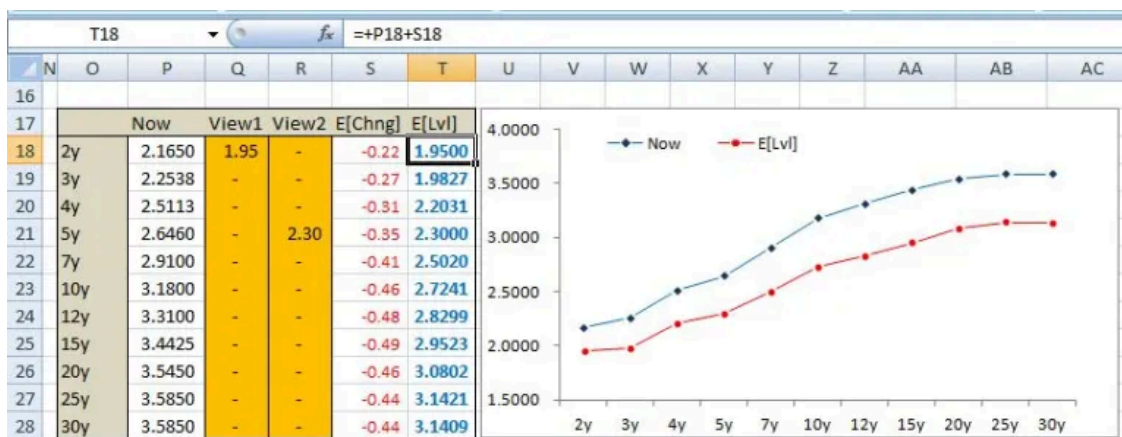 T18 fx =+P18+S18
N O P Q R S T U V W X Y Z AA AB AC
16
17 Now View1 View2 E[Chng] E[Lvl]
18 2y 2.1650 1.95 - -0.22 1.9500
19 3y 2.2538 - - -0.27 1.9827
20 4y 2.5113 - - -0.31 2.2031
21 5y 2.6460 - 2.30 -0.35 2.3000
22 7y 2.9100 - - -0.41 2.5020
23 10y 3.1800 - - -0.46 2.7241
24 12y 3.3100 - - -0.48 2.8299
25 15y 3.4425 - - -0.49 2.9523
26 20y 3.5450 - - -0.46 3.0802
27 25y 3.5850 - - -0.44 3.1421
28 30y 3.5850 - - -0.44 3.1409
Now E[Lvl]
4.0000
3.5000
3.0000
2.5000
2.0000
1.5000
2y 3y 4y 5y 7y 10y 12y 15y 20y 25y 30y